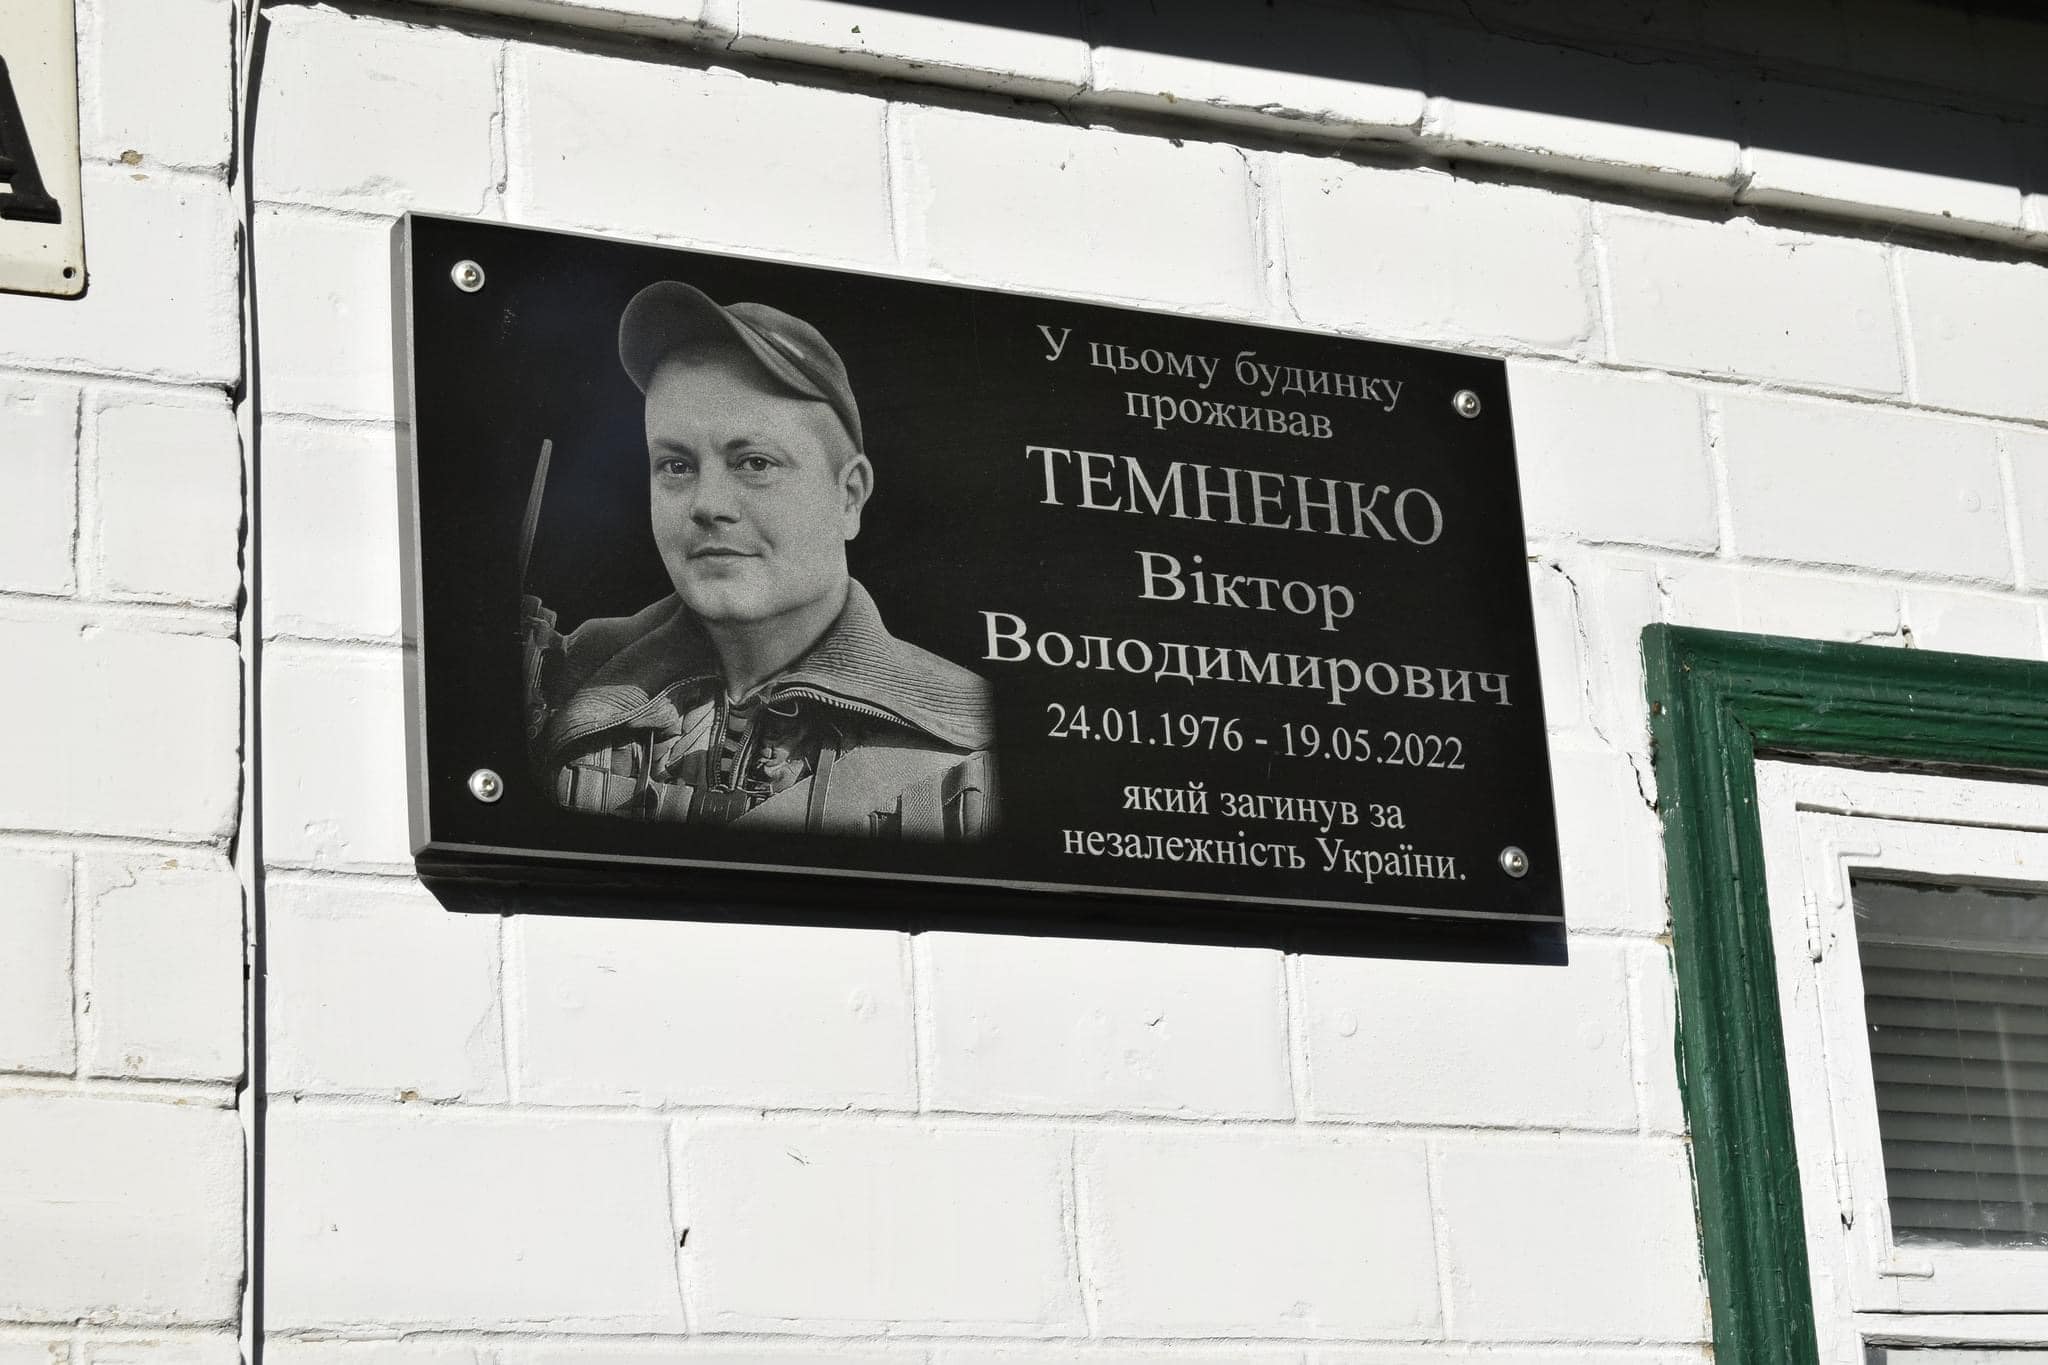 У цьому будинку
проживав
ТЕМНЕНКО
Віктор
Володимирович
24.01.1976 - 19.05.2022
який загинув за
незалежність України.